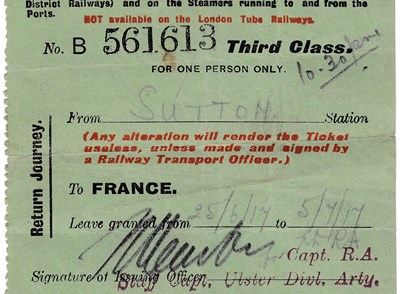 District Railways) and on the Steamers running to and from the
Ports.
NOT available on the London Tube Railways.
No. B 561613 Third Class.
FOR ONE PERSON ONLY.
10-30 pm
From SUTTON Station
(Any alteration will render the Ticket
useless, unless made and signed by
a Railway Transport Officer.)
Return Journey.
To FRANCE.
Leave granted from 25/6/17 to 5/7/17
Capt. R.A.
Signature of Issuing Officer
Staff Capt. Ulster Divl. Arty.